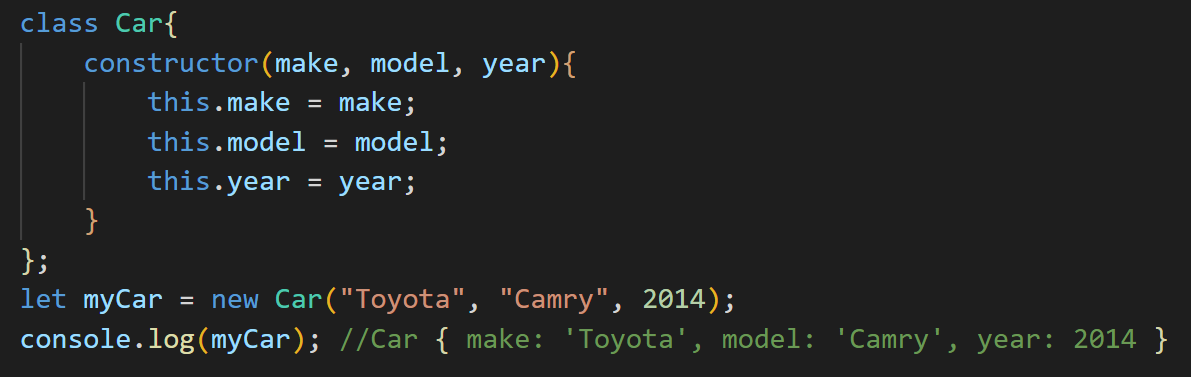 class Car{
    constructor(make, model, year){
        this.make = make;
        this.model = model;
        this.year = year;
    }
};
let myCar = new Car("Toyota", "Camry", 2014);
console.log(myCar); //Car { make: 'Toyota', model: 'Camry', year: 2014 }